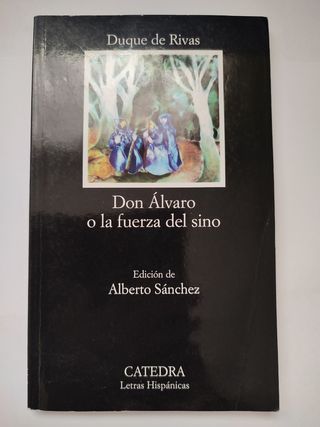 Duque de Rivas
Don Álvaro
o la fuerza del sino
Edición de
Alberto Sánchez
CATEDRA
Letras Hispánicas